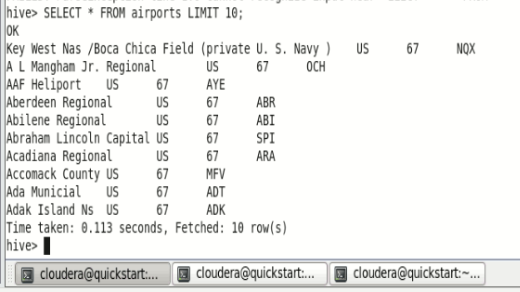 hive> SELECT * FROM airports LIMIT 10;
OK
Key West Nas /Boca Chica Field (private U. S. Navy ) US 67 NQX
A L Mangham Jr. Regional US 67 OCH
AAF Heliport US 67 AYE
Aberdeen Regional US 67 ABR
Abilene Regional US 67 ABI
Abraham Lincoln Capital US 67 SPI
Acadiana Regional US 67 ARA
Accomack County US 67 MFV
Ada Municial US 67 ADT
Adak Island Ns US 67 ADK
Time taken: 0.113 seconds, Fetched: 10 row(s)
hive>
cloudera@quickstart:... cloudera@quickstart:... cloudera@quickstart:~...